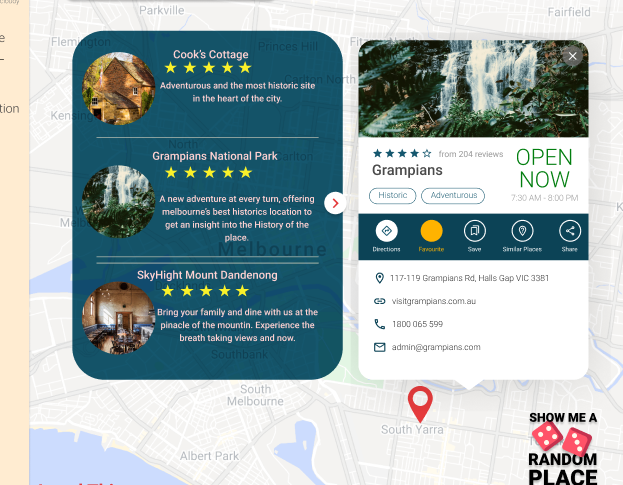 Parkville
Fairfield
Flemington
Fitzroy
Princes Hill
Carlton North
Kensington
North
Carlton
Melbourne
Southbank
South
Melbourne
Albert Park
South Yarra
e
tion
Cook's Cottage
Adventurous and the most historic site
in the heart of the city.
Grampians National Park
A new adventure at every turn, offering
melbourne's best historics location to
get an insight into the History of the
place.
SkyHight Mount Dandenong
Bring your family and dine with us at the
pinacle of the mountin. Experience the
breath taking views and now.
from 204 reviews
Grampians
Historic
Adventurous
OPEN
NOW
7:30 AM - 8:00 PM
Directions
Favourite
Save
Similar Places
Share
117-119 Grampians Rd, Halls Gap VIC 3381
visitgrampians.com.au
1800 065 599
admin@grampians.com
SHOW ME A
RANDOM
PLACE